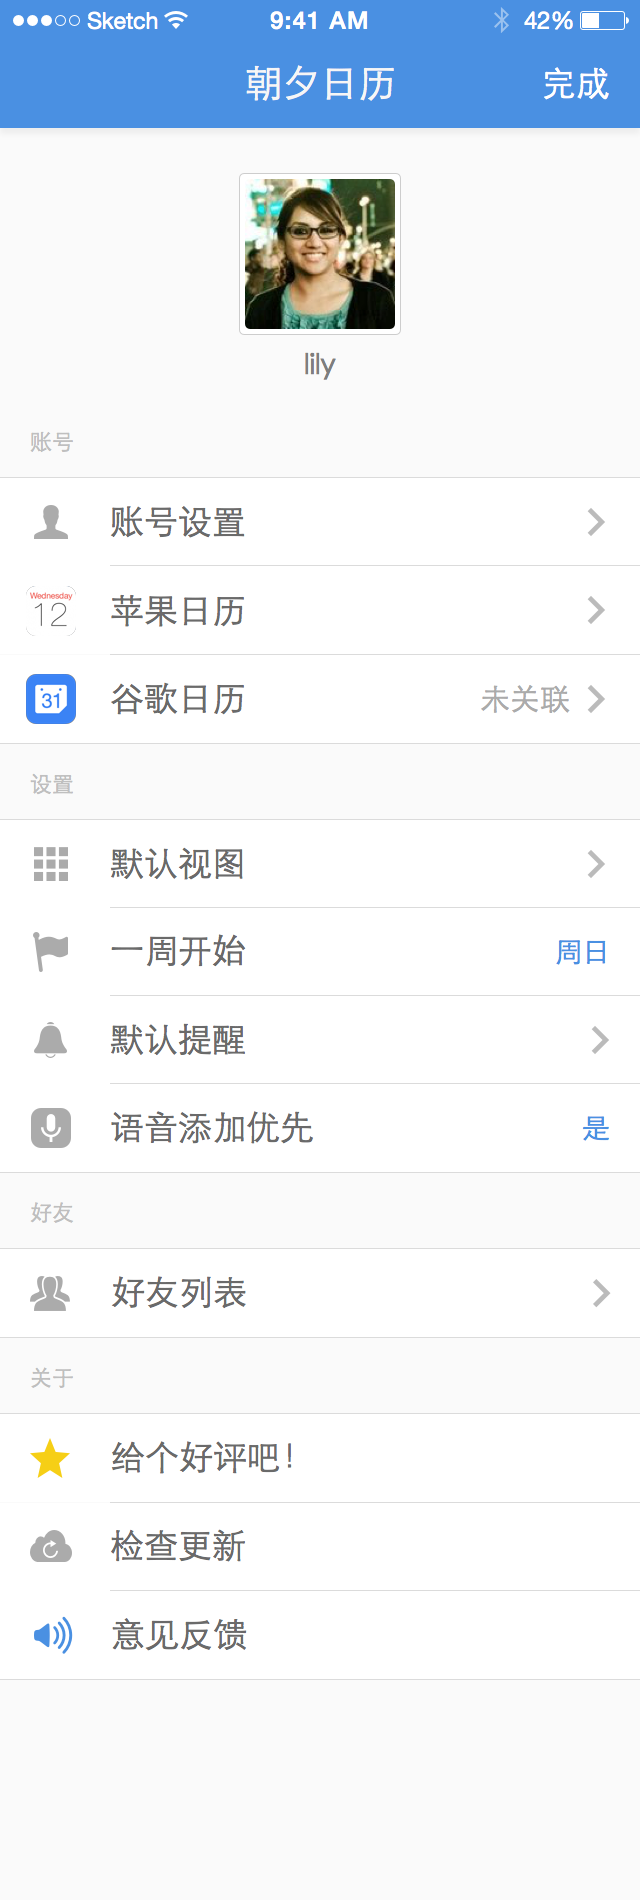 Sketch 9:41 AM 42%
朝夕日历 完成
lily
账号
账号设置
Wednesday
12
苹果日历
31
谷歌日历 未关联
设置
默认视图
一周开始 周日
默认提醒
语音添加优先 是
好友
好友列表
关于
给个好评吧!
检查更新
意见反馈